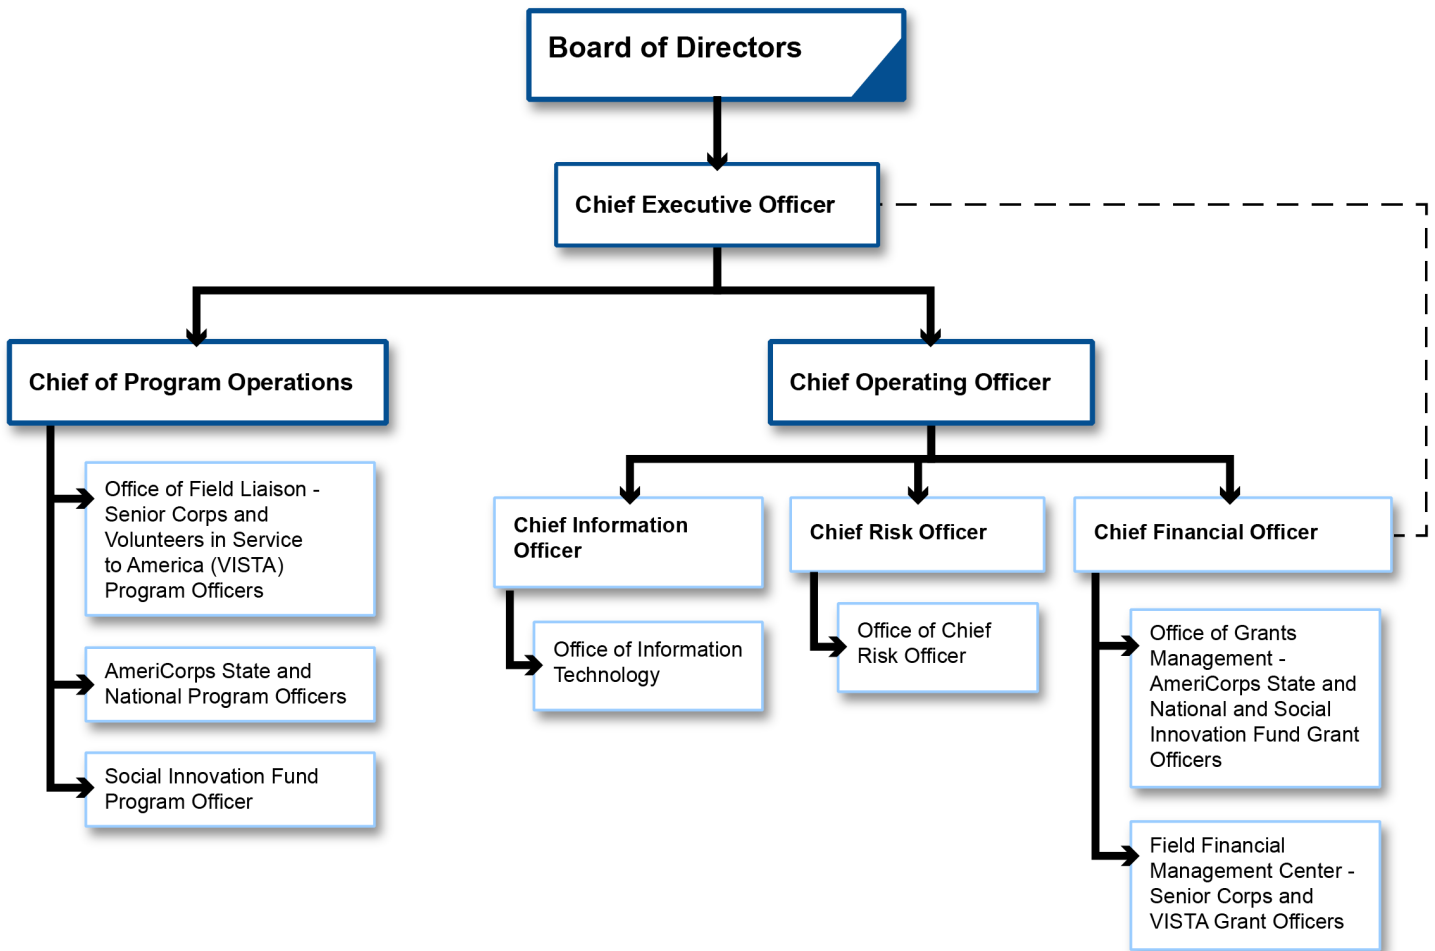 Board of Directors
Chief Executive Officer
Chief of Program Operations
Chief Operating Officer
Office of Field Liaison -
Senior Corps and
Volunteers in Service
to America (VISTA)
Program Officers
AmeriCorps State and
National Program Officers
Social Innovation Fund
Program Officer
Chief Information
Officer
Office of Information
Technology
Chief Risk Officer
Office of Chief
Risk Officer
Chief Financial Officer
Office of Grants
Management -
AmeriCorps State and
National and Social
Innovation Fund Grant
Officers
Field Financial
Management Center -
Senior Corps and
VISTA Grant Officers